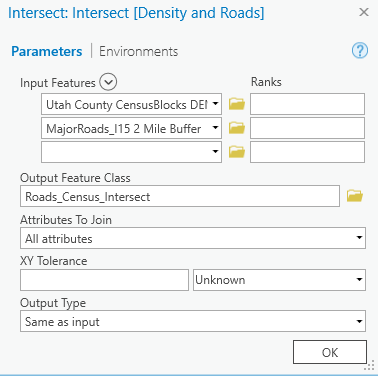 Intersect: Intersect [Density and Roads]
Parameters | Environments
Input Features Ranks
Utah County CensusBlocks DEN
MajorRoads_I15 2 Mile Buffer
Output Feature Class
Roads_Census_Intersect
Attributes To Join
All attributes
XY Tolerance
Unknown
Output Type
Same as input
OK